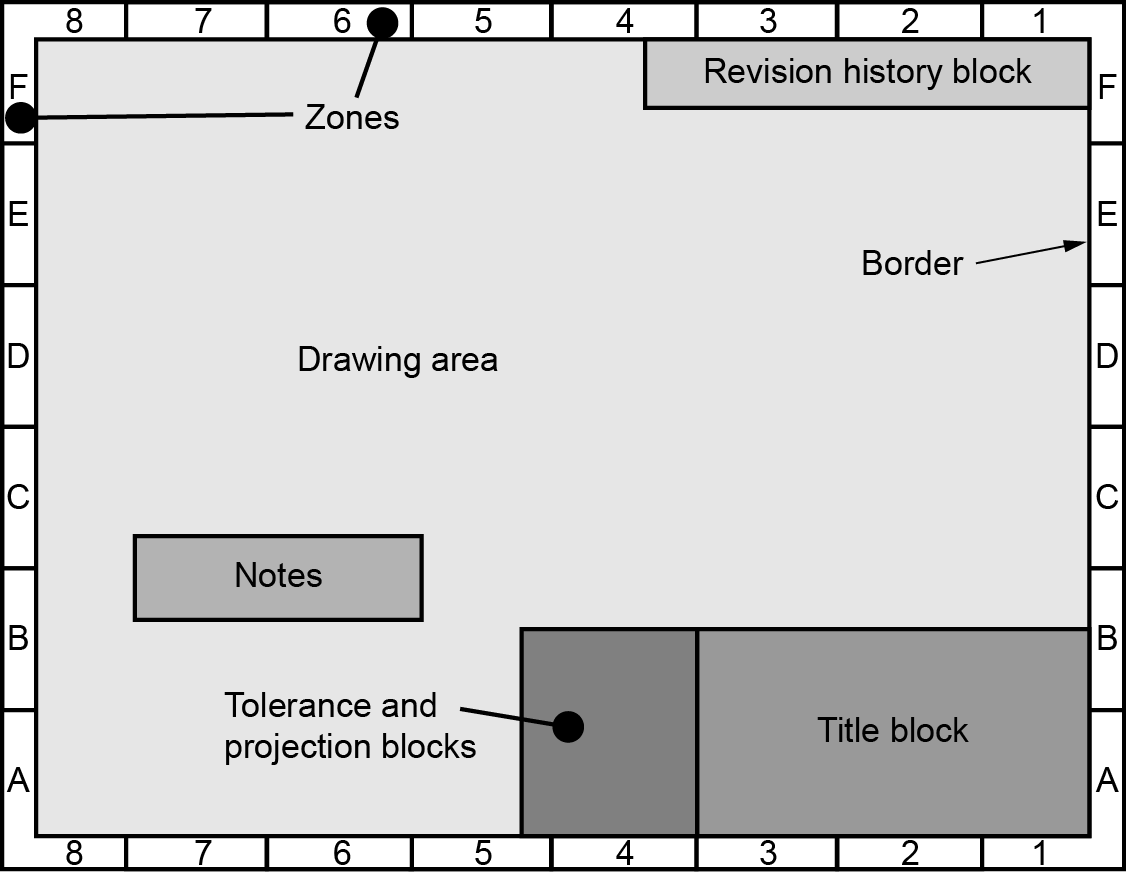 8 7 6 5 4 3 2 1
F Revision history block F
Zones
E E
Border
D Drawing area D
C C
Notes
B B
Tolerance and
projection blocks
Title block
A A
8 7 6 5 4 3 2 1